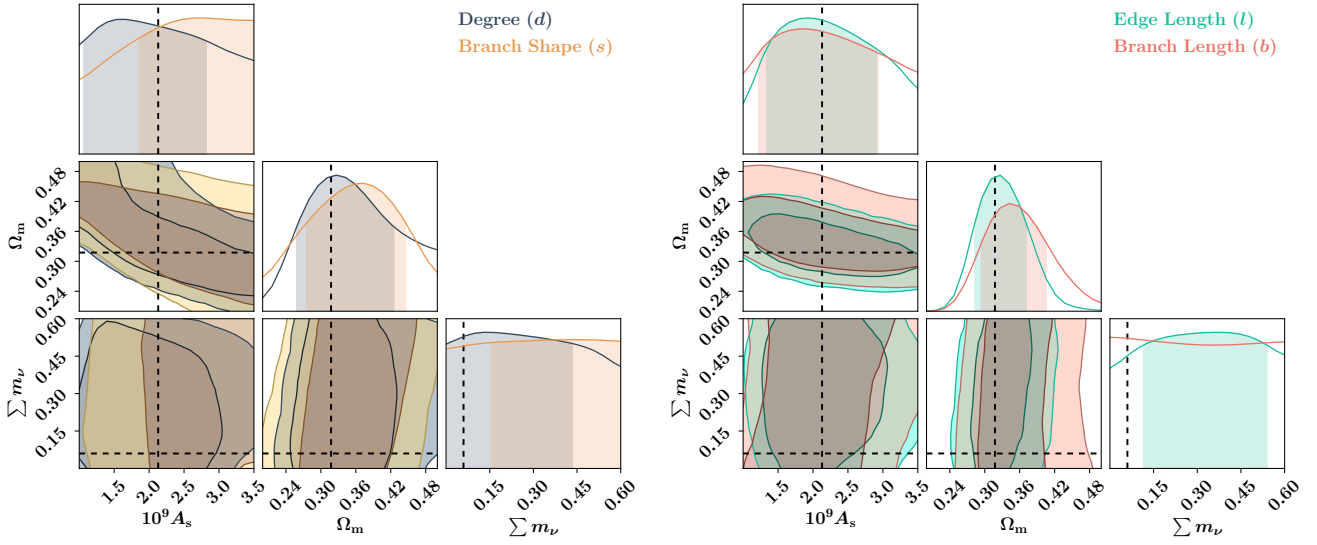 Degree (d)
Branch Shape (s)
Edge Length (l)
Branch Length (b)
Ωm
0.48
0.42
0.36
0.30
0.24
∑ mν
0.60
0.45
0.30
0.15
1.5 2.0 2.5 3.0 3.5
10⁹As
0.24 0.30 0.36 0.42 0.48
Ωm
0.15 0.30 0.45 0.60
∑ mν
Ωm
0.48
0.42
0.36
0.30
0.24
∑ mν
0.60
0.45
0.30
0.15
1.5 2.0 2.5 3.0 3.5
10⁹As
0.24 0.30 0.36 0.42 0.48
Ωm
0.15 0.30 0.45 0.60
∑ mν